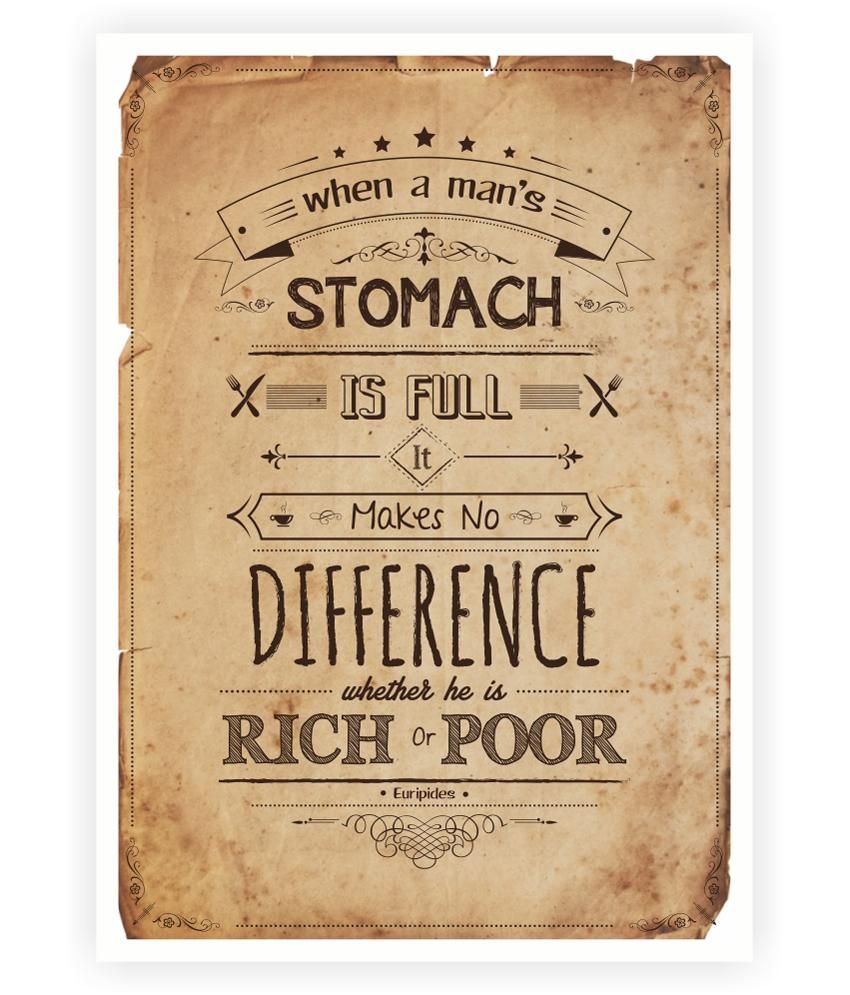 when a man's
STOMACH
IS FULL
It
Makes No
DIFFERENCE
whether he is
RICH Or POOR
• Euripides •